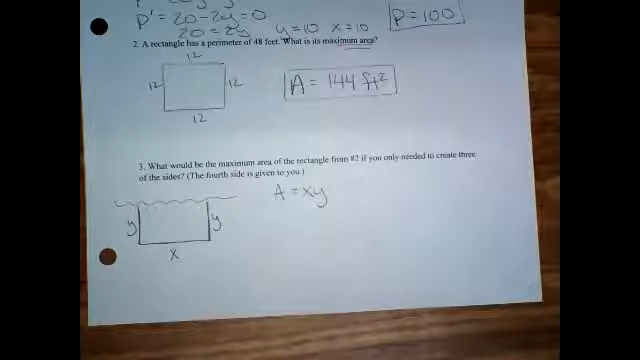 P' = 20 - 2y = 0
20 = 2y y = 10 x = 10
P = 100
2. A rectangle has a perimeter of 48 feet. What is its maximum area?
12
12 12
12
A = 144 ft²
3. What would be the maximum area of the rectangle from #2 if you only needed to create three
of the sides? (The fourth side is given to you.)
A = xy
y y
x